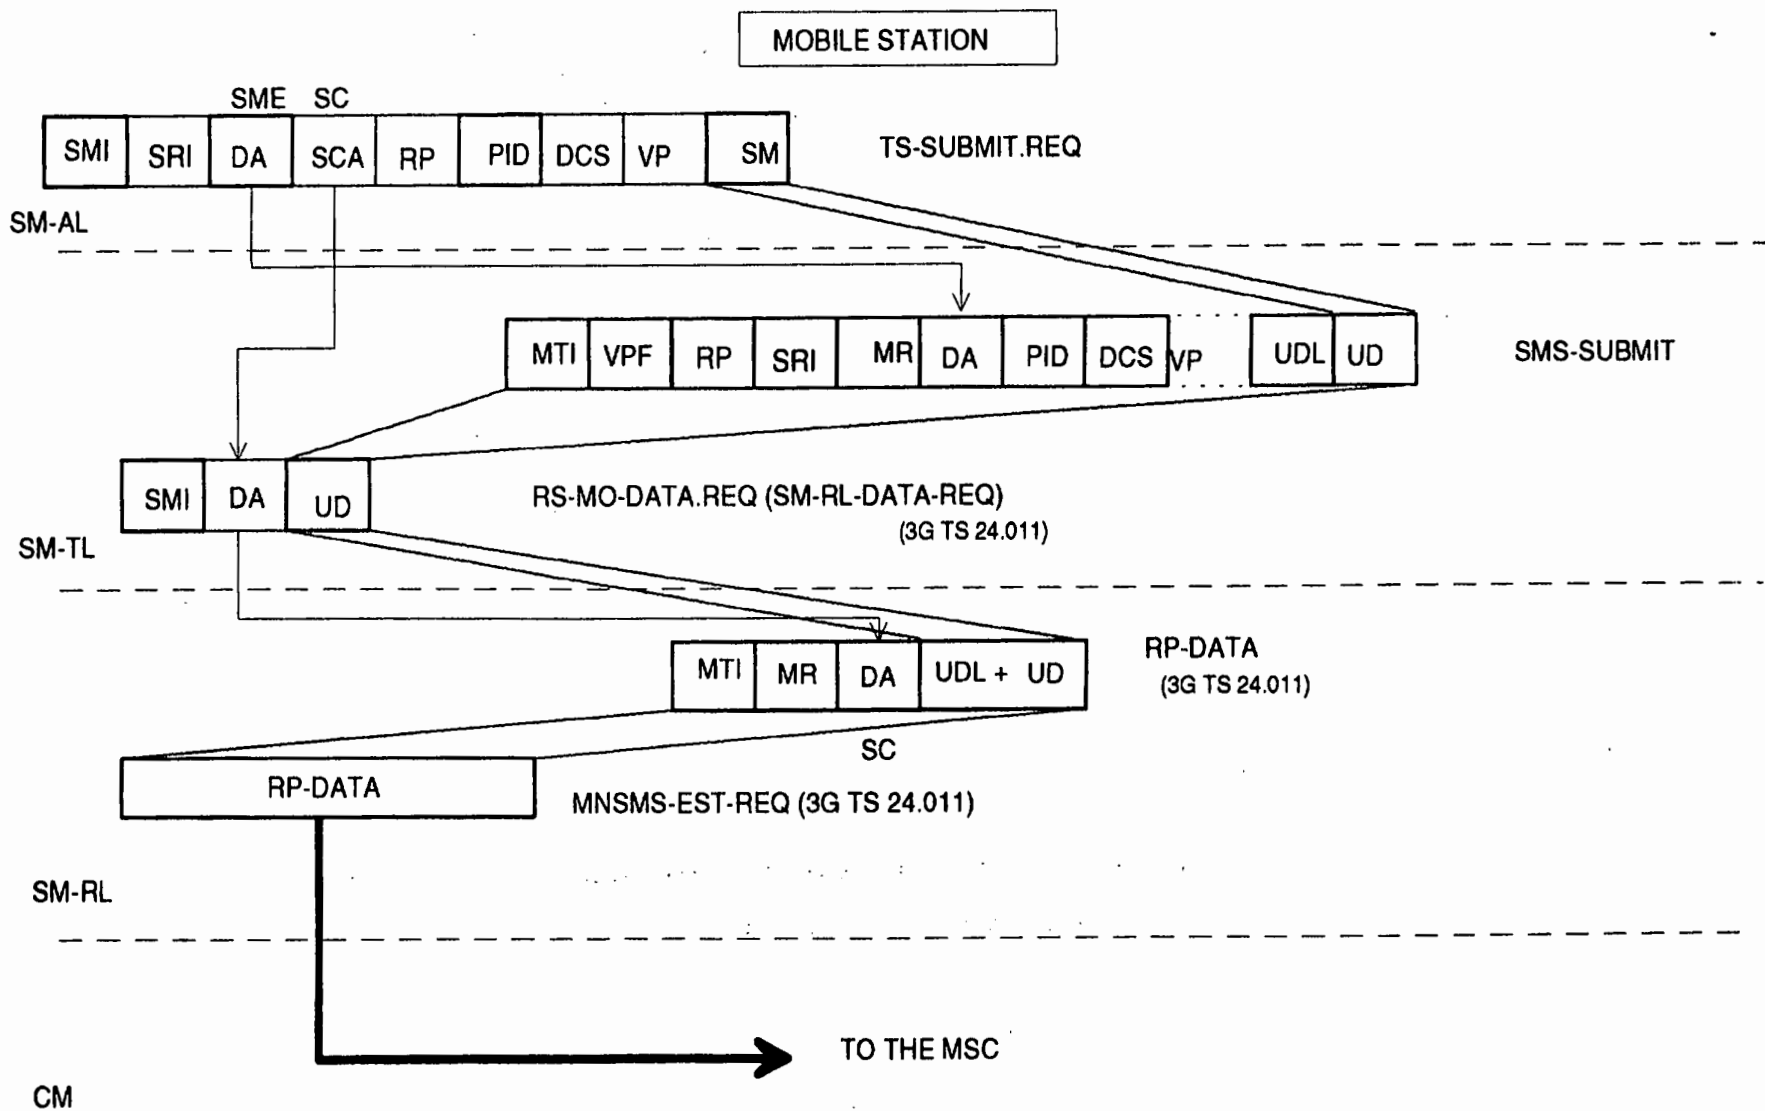 MOBILE STATION
SME SC
SMI SRI DA SCA RP PID DCS VP SM
TS-SUBMIT.REQ
SM-AL
MTI VPF RP SRI MR DA PID DCS VP UDL UD
SMS-SUBMIT
SMI DA UD
RS-MO-DATA.REQ (SM-RL-DATA-REQ)
(3G TS 24.011)
SM-TL
MTI MR DA UDL + UD
RP-DATA
(3G TS 24.011)
SC
RP-DATA
MNSMS-EST-REQ (3G TS 24.011)
SM-RL
TO THE MSC
CM